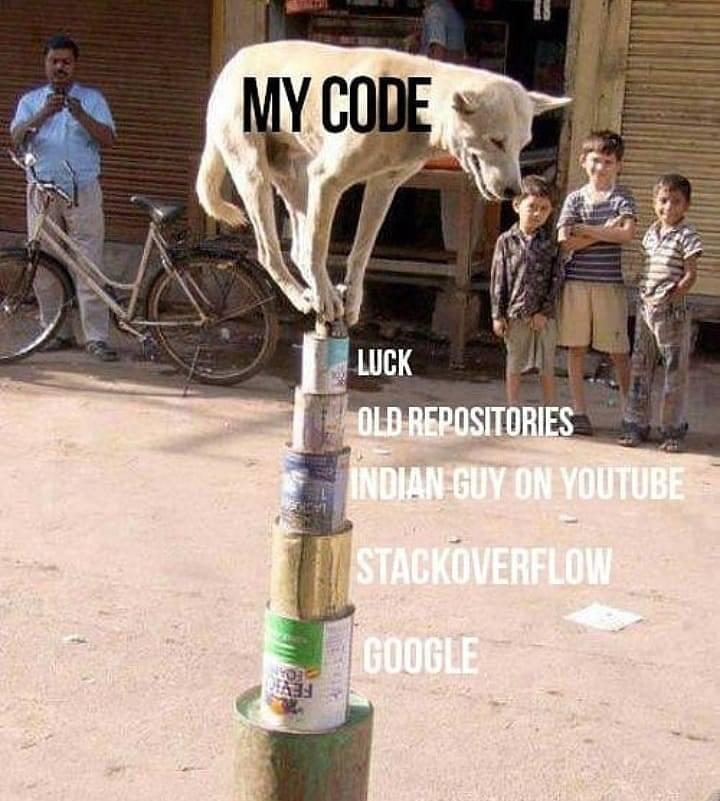 MY CODE
LUCK
OLD REPOSITORIES
INDIAN GUY ON YOUTUBE
STACKOVERFLOW
GOOGLE